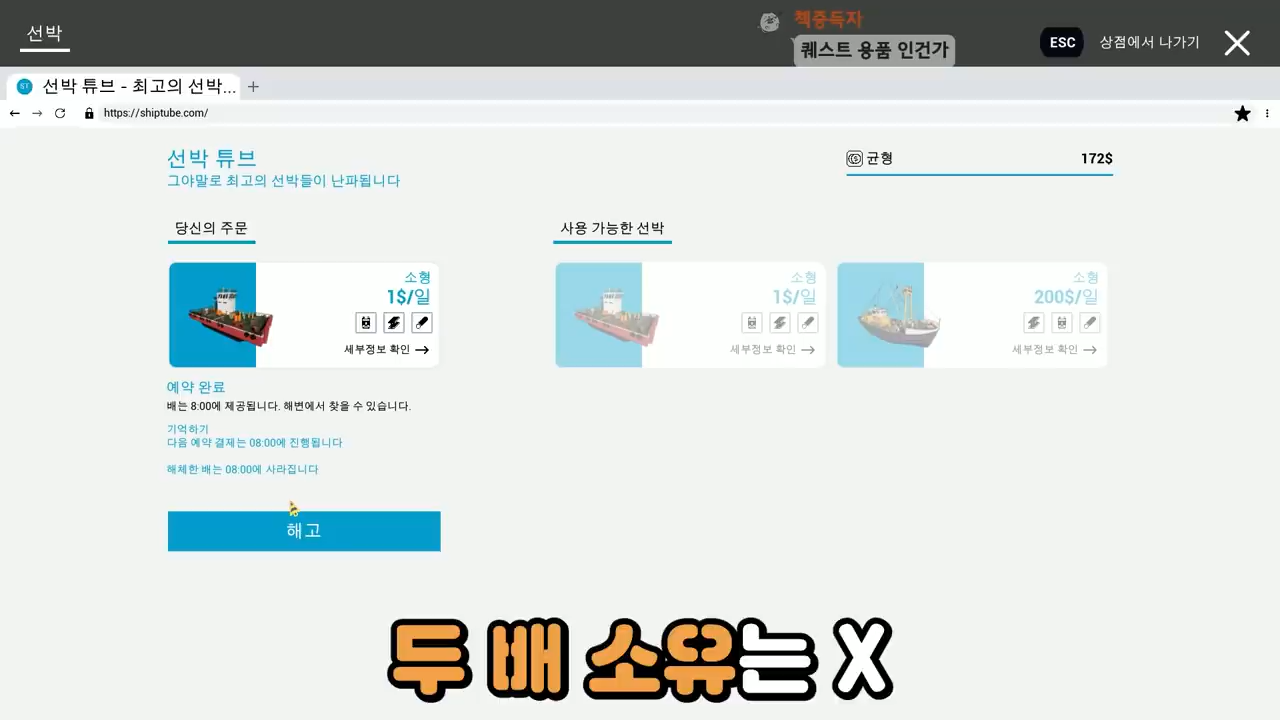 선박
첵중득자
퀘스트 용품 인건가
ESC 상점에서 나가기
ST 선박 튜브 - 최고의 선박...
https://shiptube.com/
선박 튜브
그야말로 최고의 선박들이 난파됩니다
균형 172$
당신의 주문
소형
1$/일
세부정보 확인
예약 완료
배는 8:00에 제공됩니다. 해변에서 찾을 수 있습니다.
기억하기
다음 예약 결제는 08:00에 진행됩니다
해체한 배는 08:00에 사라집니다
해고
사용 가능한 선박
소형
1$/일
세부정보 확인
소형
200$/일
세부정보 확인
두 배 소유는 X